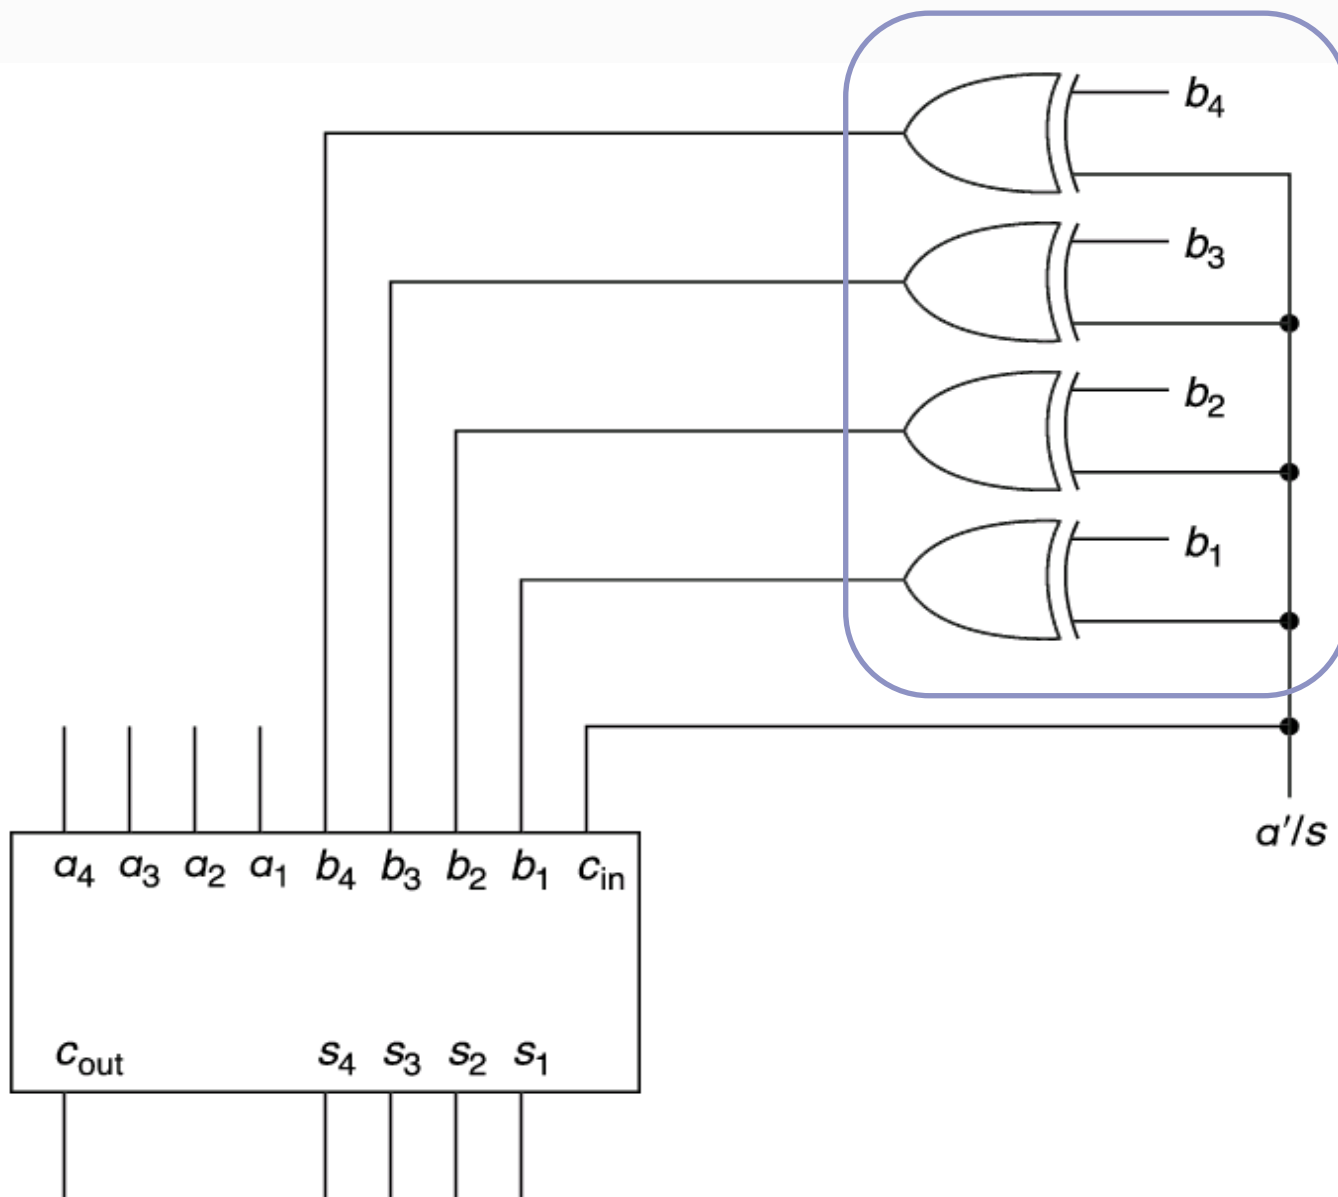 b₄
b₃
b₂
b₁
a′/s
a₄ a₃ a₂ a₁ b₄ b₃ b₂ b₁ cᵢₙ
cₒᵤₜ s₄ s₃ s₂ s₁